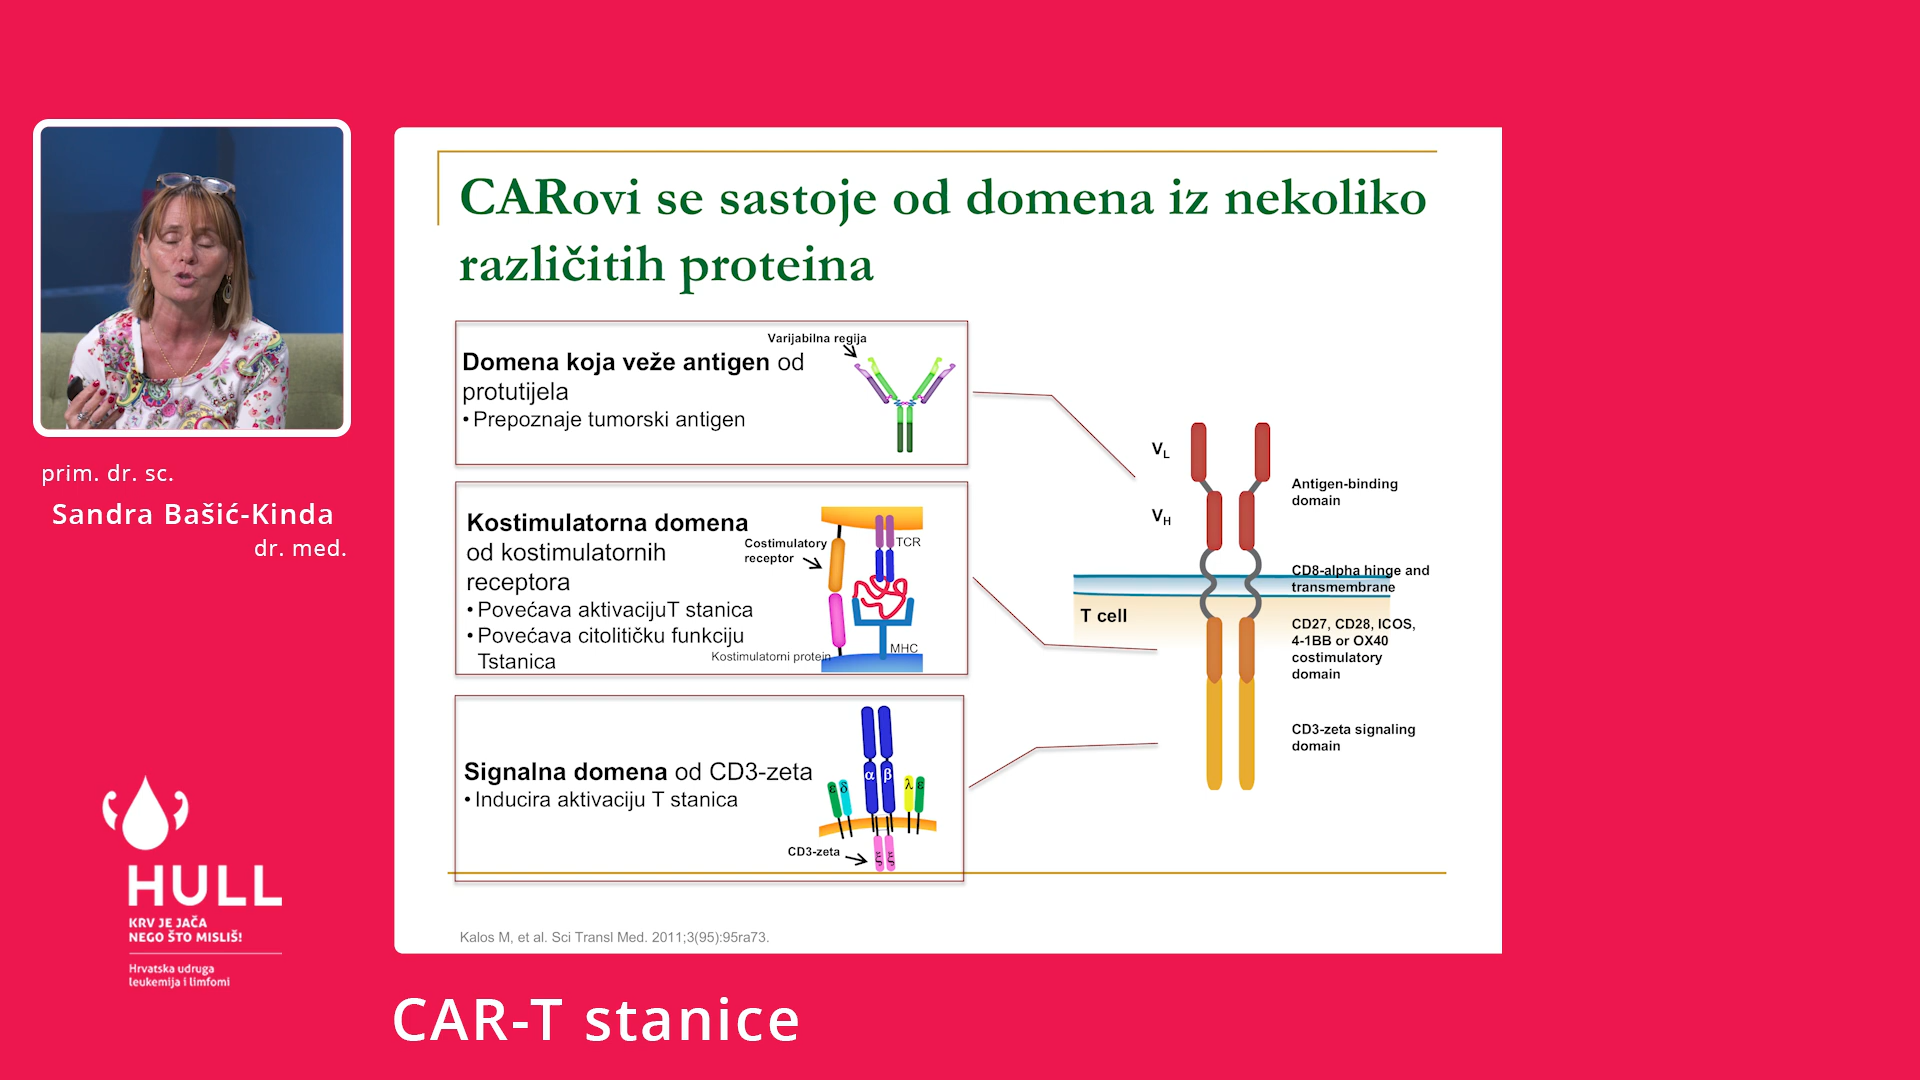 prim. dr. sc.
Sandra Bašić-Kinda
dr. med.
HULL
KRV JE JAČA
NEGO ŠTO MISLIŠ!
Hrvatska udruga
leukemija i limfomi
CARovi se sastoje od domena iz nekoliko
različitih proteina
Varijabilna regija
Domena koja veže antigen od
protutijela
• Prepoznaje tumorski antigen
Kostimulatorna domena
od kostimulatornih
receptora
• Povećava aktivacijuT stanica
• Povećava citolitičku funkciju
Tstanica
Costimulatory
receptor
TCR
MHC
Kostimulatorni protein
Signalna domena od CD3-zeta
• Inducira aktivaciju T stanica
ε δ α β λ ε
CD3-zeta
ξ ξ
VL
VH
T cell
Antigen-binding
domain
CD8-alpha hinge and
transmembrane
CD27, CD28, ICOS,
4-1BB or OX40
costimulatory
domain
CD3-zeta signaling
domain
Kalos M, et al. Sci Transl Med. 2011;3(95):95ra73.
CAR-T stanice